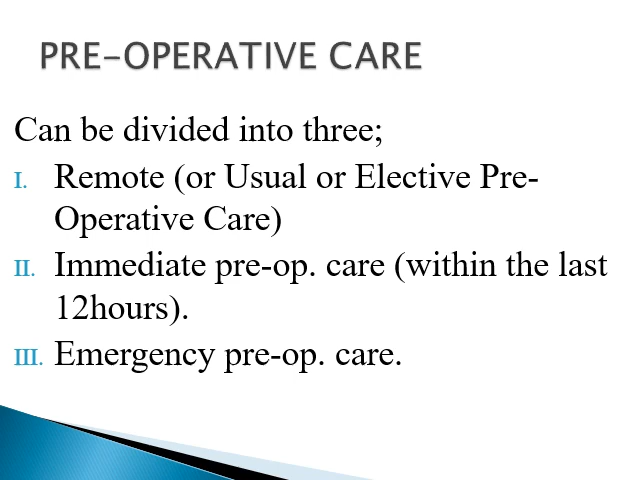 PRE-OPERATIVE CARE
Can be divided into three;
I. Remote (or Usual or Elective Pre-
Operative Care)
II. Immediate pre-op. care (within the last
12hours).
III. Emergency pre-op. care.